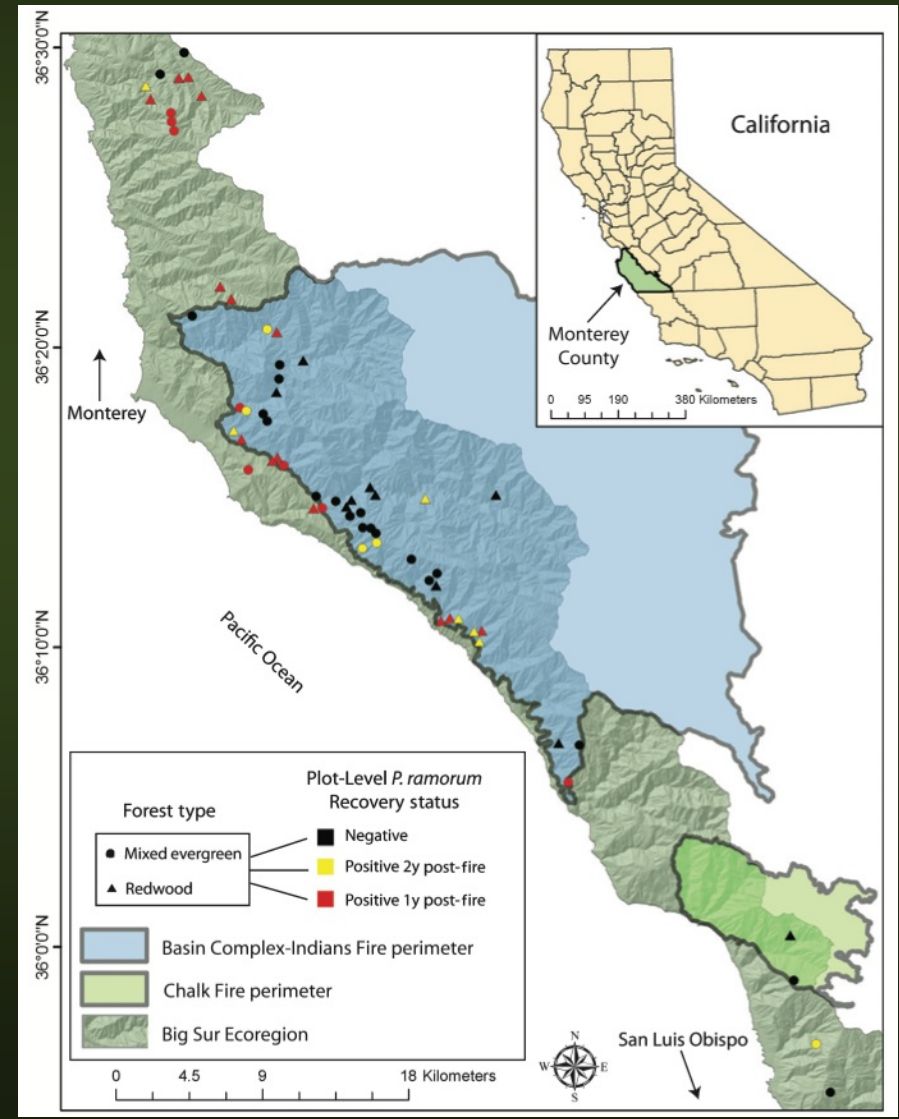 36°30'0"N
36°20'0"N
36°10'0"N
36°0'0"N
California
Monterey
County
0 95 190 380 Kilometers
Monterey
Pacific Ocean
Plot-Level P. ramorum
Recovery status
Forest type
Mixed evergreen
Redwood
Negative
Positive 2y post-fire
Positive 1y post-fire
Basin Complex-Indians Fire perimeter
Chalk Fire perimeter
Big Sur Ecoregion
San Luis Obispo
N
W E
S
0 4.5 9 18 Kilometers